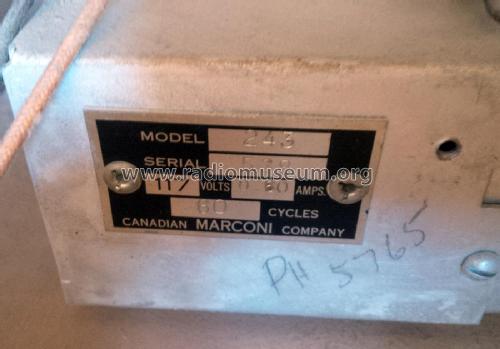 MODEL 243
SERIAL
www.radiomuseum.org
117 VOLTS 0.80 AMPS.
60 CYCLES
CANADIAN MARCONI COMPANY
PH 5765